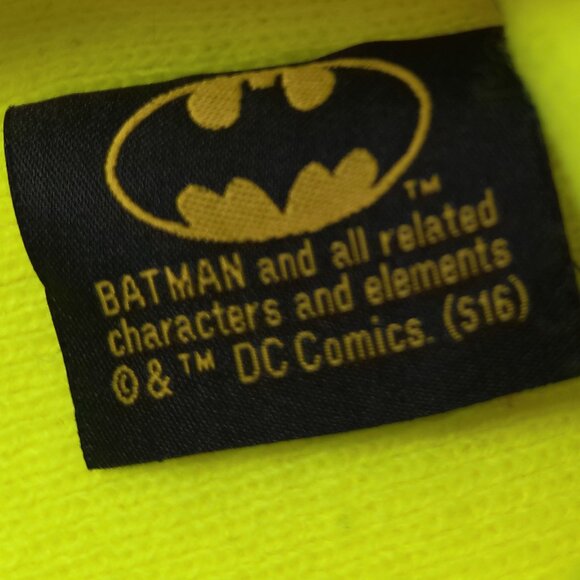 TM
BATMAN and all related
characters and elements
© & TM DC Comics. (S16)